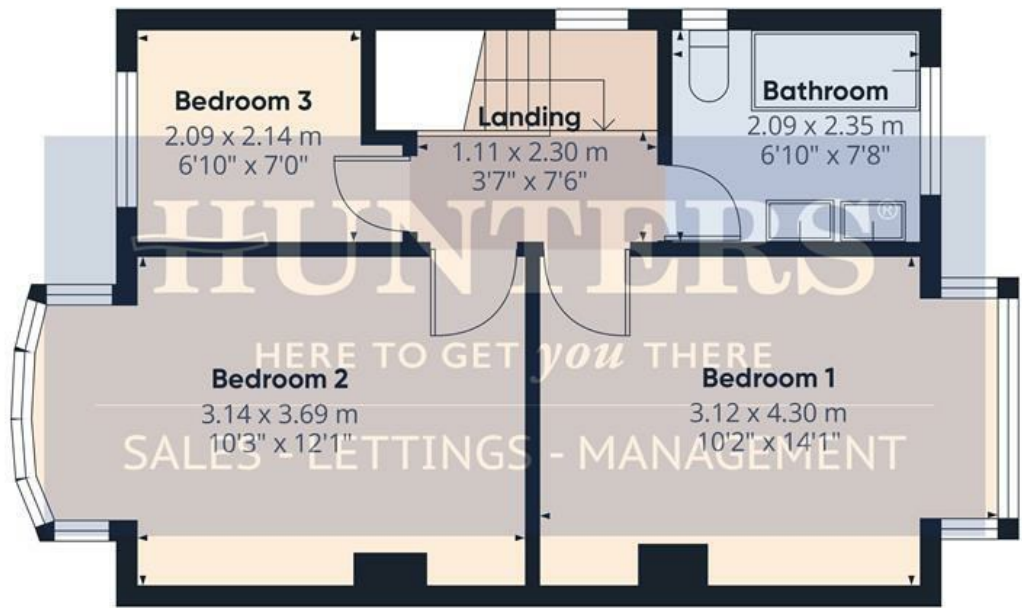 Bedroom 3
2.09 x 2.14 m
6'10" x 7'0"
Landing
1.11 x 2.30 m
3'7" x 7'6"
Bathroom
2.09 x 2.35 m
6'10" x 7'8"
HUNTERS®
HERE TO GET you THERE
Bedroom 2
3.14 x 3.69 m
10'3" x 12'1"
Bedroom 1
3.12 x 4.30 m
10'2" x 14'1"
SALES - LETTINGS - MANAGEMENT